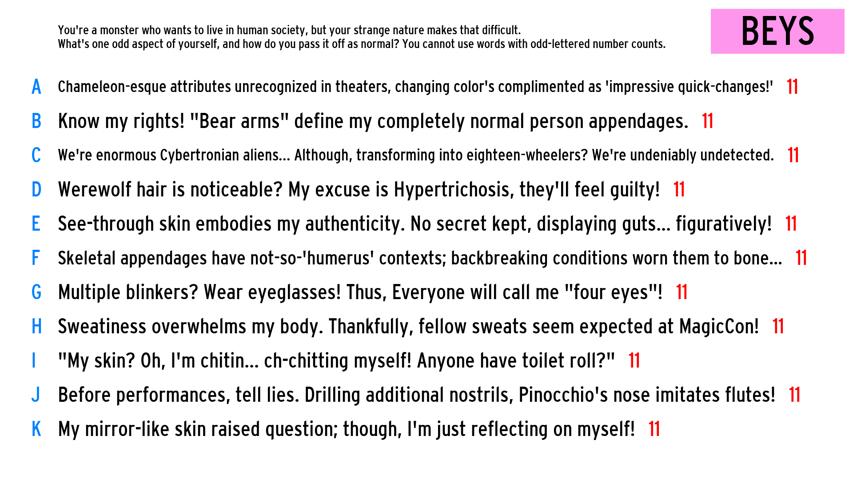 You're a monster who wants to live in human society, but your strange nature makes that difficult.
What's one odd aspect of yourself, and how do you pass it off as normal? You cannot use words with odd-lettered number counts.
BEYS
A Chameleon-esque attributes unrecognized in theaters, changing color's complimented as 'impressive quick-changes!' 11
B Know my rights! "Bear arms" define my completely normal person appendages. 11
C We're enormous Cybertronian aliens... Although, transforming into eighteen-wheelers? We're undeniably undetected. 11
D Werewolf hair is noticeable? My excuse is Hypertrichosis, they'll feel guilty! 11
E See-through skin embodies my authenticity. No secret kept, displaying guts... figuratively! 11
F Skeletal appendages have not-so-'humerus' contexts; backbreaking conditions worn them to bone... 11
G Multiple blinkers? Wear eyeglasses! Thus, Everyone will call me "four eyes"! 11
H Sweatiness overwhelms my body. Thankfully, fellow sweats seem expected at MagicCon! 11
I "My skin? Oh, I'm chitin... ch-chitting myself! Anyone have toilet roll?" 11
J Before performances, tell lies. Drilling additional nostrils, Pinocchio's nose imitates flutes! 11
K My mirror-like skin raised question; though, I'm just reflecting on myself! 11